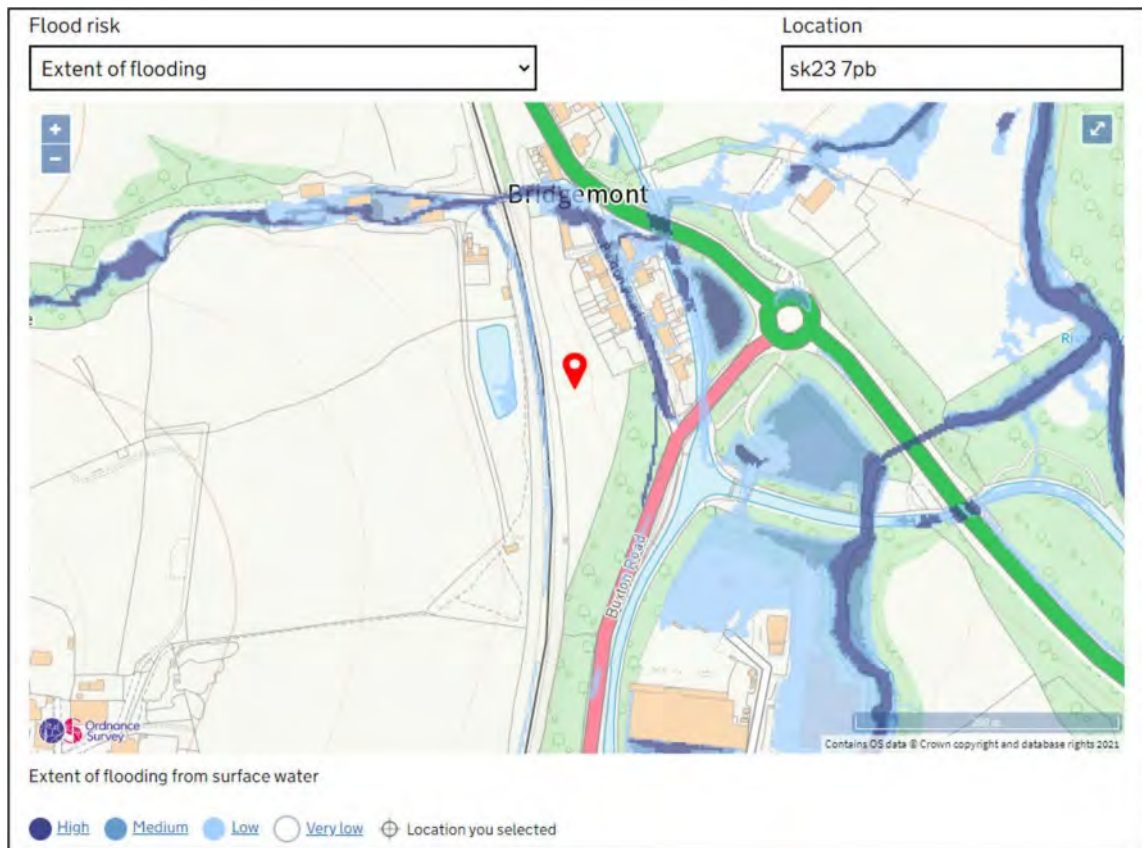 Flood risk
Location
Extent of flooding
sk23 7pb
+
−
Bridgemont
Buxton Road
Ordnance
Survey
200 m
Contains OS data © Crown copyright and database rights 2021
Extent of flooding from surface water
High Medium Low Very low Location you selected